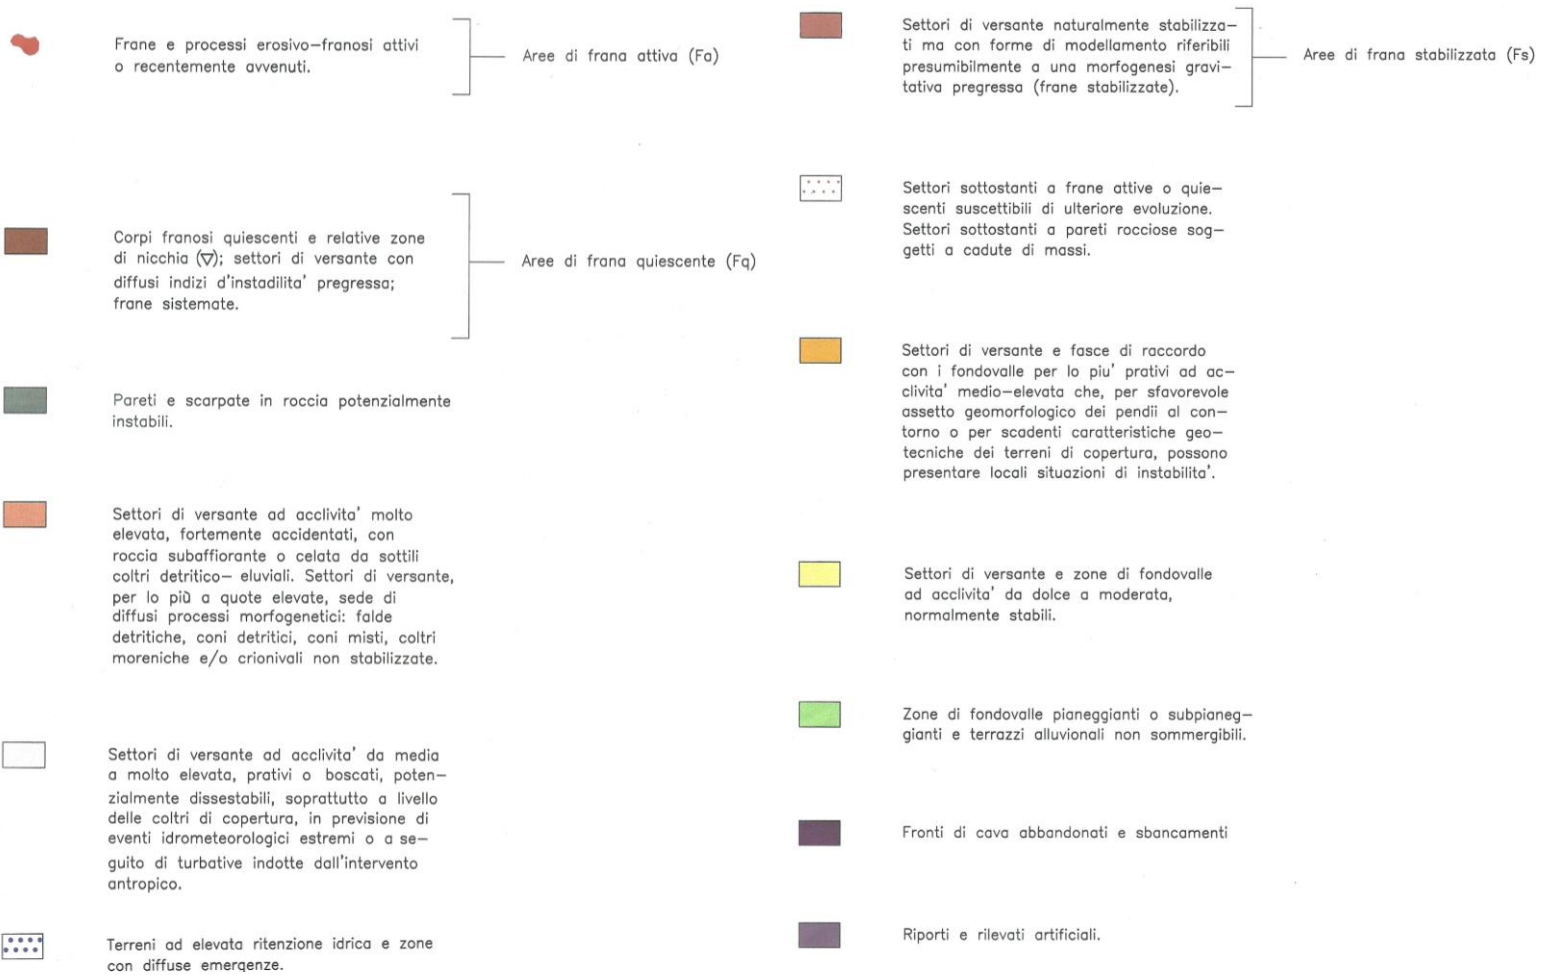 Frane e processi erosivo-franosi attivi
o recentemente avvenuti.
Aree di frana attiva (Fa)
Corpi franosi quiescenti e relative zone
di nicchia (▽); settori di versante con
diffusi indizi d'instadilita' pregressa;
frane sistemate.
Aree di frana quiescente (Fq)
Pareti e scarpate in roccia potenzialmente
instabili.
Settori di versante ad acclivita' molto
elevata, fortemente accidentati, con
roccia subaffiorante o celata da sottili
coltri detritico- eluviali. Settori di versante,
per lo più a quote elevate, sede di
diffusi processi morfogenetici: falde
detritiche, coni detritici, coni misti, coltri
moreniche e/o crionivali non stabilizzate.
Settori di versante ad acclivita' da media
a molto elevata, prativi o boscati, poten-
zialmente dissestabili, soprattutto a livello
delle coltri di copertura, in previsione di
eventi idrometeorologici estremi o a se-
guito di turbative indotte dall'intervento
antropico.
Terreni ad elevata ritenzione idrica e zone
con diffuse emergenze.
Settori di versante naturalmente stabilizza-
ti ma con forme di modellamento riferibili
presumibilmente a una morfogenesi gravi-
tativa pregressa (frane stabilizzate).
Aree di frana stabilizzata (Fs)
Settori sottostanti a frane attive o quie-
scenti suscettibili di ulteriore evoluzione.
Settori sottostanti a pareti rocciose sog-
getti a cadute di massi.
Settori di versante e fasce di raccordo
con i fondovalle per lo piu' prativi ad ac-
clivita' medio-elevata che, per sfavorevole
assetto geomorfologico dei pendii al con-
torno o per scadenti caratteristiche geo-
tecniche dei terreni di copertura, possono
presentare locali situazioni di instabilita'.
Settori di versante e zone di fondovalle
ad acclivita' da dolce a moderata,
normalmente stabili.
Zone di fondovalle pianeggianti o subpianeg-
gianti e terrazzi alluvionali non sommergibili.
Fronti di cava abbandonati e sbancamenti
Riporti e rilevati artificiali.